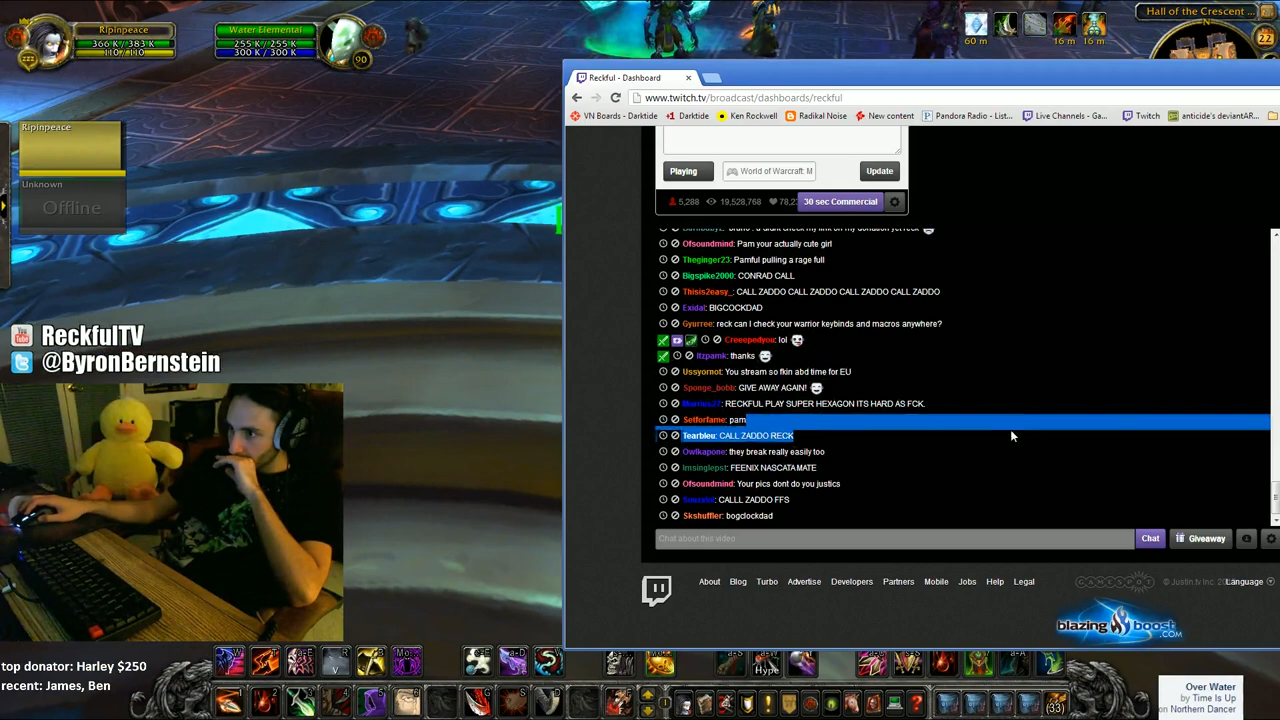 Ripinpeace
366 K / 383 K
110/110
Water Elemental
255 K / 255 K
300 K / 300 K
90
60 m
16 m
16 m
Hall of the Crescent ...
22
Ripinpeace
Unknown
Offline
Reckful - Dashboard
www.twitch.tv/broadcast/dashboards/reckful
VN Boards - Darktide
+1 Darktide
Ken Rockwell
Radikal Noise
New content
Pandora Radio - List...
Live Channels - Ga...
Twitch
anticide's deviantAR...
Playing
World of Warcraft: M
Update
5,288
19,528,768
30 sec Commercial
Ofsoundmind: Pam your actually cute girl
Theginger23: Pamful pulling a rage full
Bigspike2000: CONRAD CALL
Thisis2easy_: CALL ZADDO CALL ZADDO CALL ZADDO CALL ZADDO
Exidal: BIGCOCKDAD
Gyurree: reck can I check your warrior keybinds and macros anywhere?
Creeepedyou: lol
Itzpamk: thanks
Ussyornot: You stream so fkin abd time for EU
Sponge_bobb: GIVE AWAY AGAIN!
RECKFUL PLAY SUPER HEXAGON ITS HARD AS FCK.
Setforfame: pam
Tearbleu: CALL ZADDO RECK
Owlkapone: they break really easily too
Imsinglepst: FEENIX NASCATAMATE
Ofsoundmind: Your pics dont do you justics
CALLL ZADDO FFS
Skshuffler: bogclockdad
Chat about this video
Chat
Giveaway
About
Blog
Turbo
Advertise
Developers
Partners
Mobile
Jobs
Help
Legal
GAMESPOT
© Justin.tv Inc.
Language
blazing boost.com
ReckfulTV
@ByronBernstein
top donator: Harley $250
recent: James, Ben
Hype
(33)
Over Water
by Time Is Up
on Northern Dancer